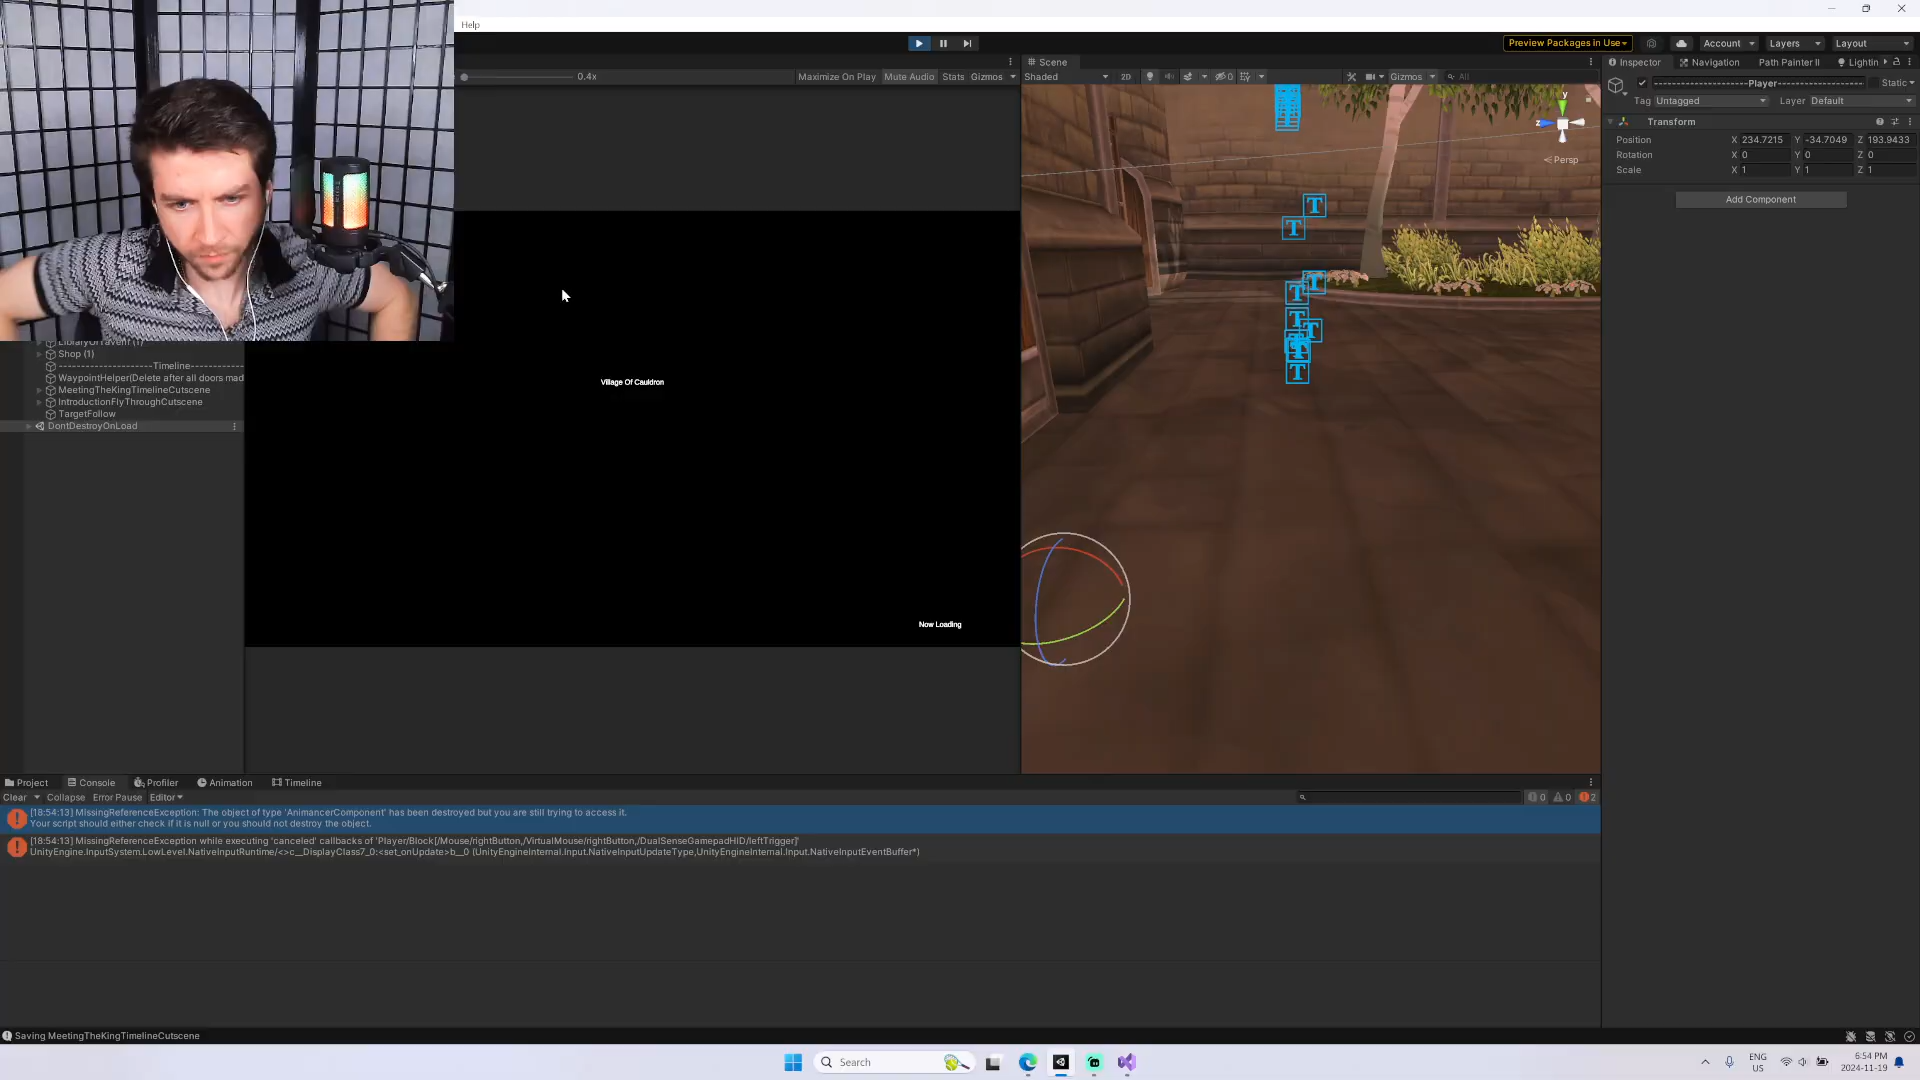 Help
Preview Packages in Use
Account
Layers
Layout
0.4x
Maximize On Play
Mute Audio
Stats
Gizmos
Scene
Shaded
2D
0
Gizmos
All
y
z
Persp
T
T
T
T
T
T
T
T
Inspector
Navigation
Path Painter II
Lightin
---------------------Player---------------------
Static
Tag Untagged
Layer Default
Transform
Position X 234.7215 Y -34.7049 Z 193.9433
Rotation X 0 Y 0 Z 0
Scale X 1 Y 1 Z 1
Add Component
Village Of Cauldron
Now Loading
Shop (1)
---------------------Timeline------------
WaypointHelper(Delete after all doors mad
MeetingTheKingTimelineCutscene
IntroductionFlyThroughCutscene
TargetFollow
DontDestroyOnLoad
Project
Console
Profiler
Animation
Timeline
Clear
Collapse
Error Pause
Editor
0
0
2
[18:54:13] MissingReferenceException: The object of type 'AnimancerComponent' has been destroyed but you are still trying to access it.
Your script should either check if it is null or you should not destroy the object.
[18:54:13] MissingReferenceException while executing 'canceled' callbacks of 'Player/Block[/Mouse/rightButton,/VirtualMouse/rightButton,/DualSenseGamepadHID/leftTrigger]'
UnityEngine.InputSystem.LowLevel.NativeInputRuntime/<>c__DisplayClass7_0:<set_onUpdate>b__0 (UnityEngineInternal.Input.NativeInputUpdateType,UnityEngineInternal.Input.NativeInputEventBuffer*)
Saving MeetingTheKingTimelineCutscene
Search
ENG
US
6:54 PM
2024-11-19